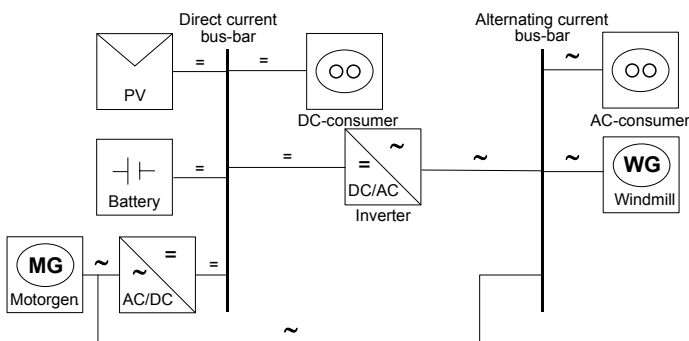 Direct current
bus-bar
Alternating current
bus-bar
=
=
~
PV
DC-consumer
AC-consumer
=
=
~
DC/AC
Inverter
~
~
WG
Windmill
Battery
=
MG
Motorgen
~
=
~
AC/DC
=
~